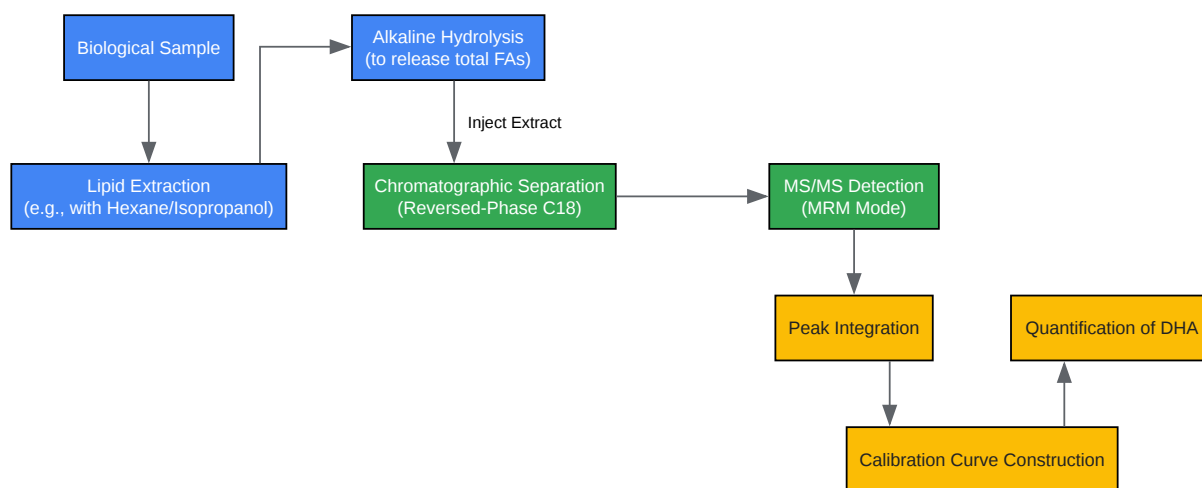 Biological Sample
Lipid Extraction
(e.g., with Hexane/Isopropanol)
Alkaline Hydrolysis
(to release total FAs)
Inject Extract
Chromatographic Separation
(Reversed-Phase C18)
MS/MS Detection
(MRM Mode)
Peak Integration
Calibration Curve Construction
Quantification of DHA